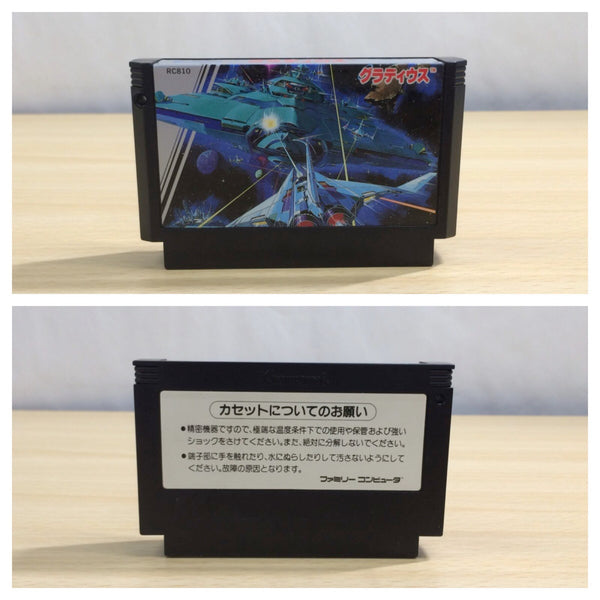 RC810
グラディウス™
カセットについてのお願い
●精密機器ですので、極端な温度条件下での使用や保管および強い
ショックをさけてください。また、絶対に分解しないでください。
●端子部に手を触れたり、水にぬらしたりして汚さないようにして
ください。故障の原因となります。
ファミリー コンピュータ